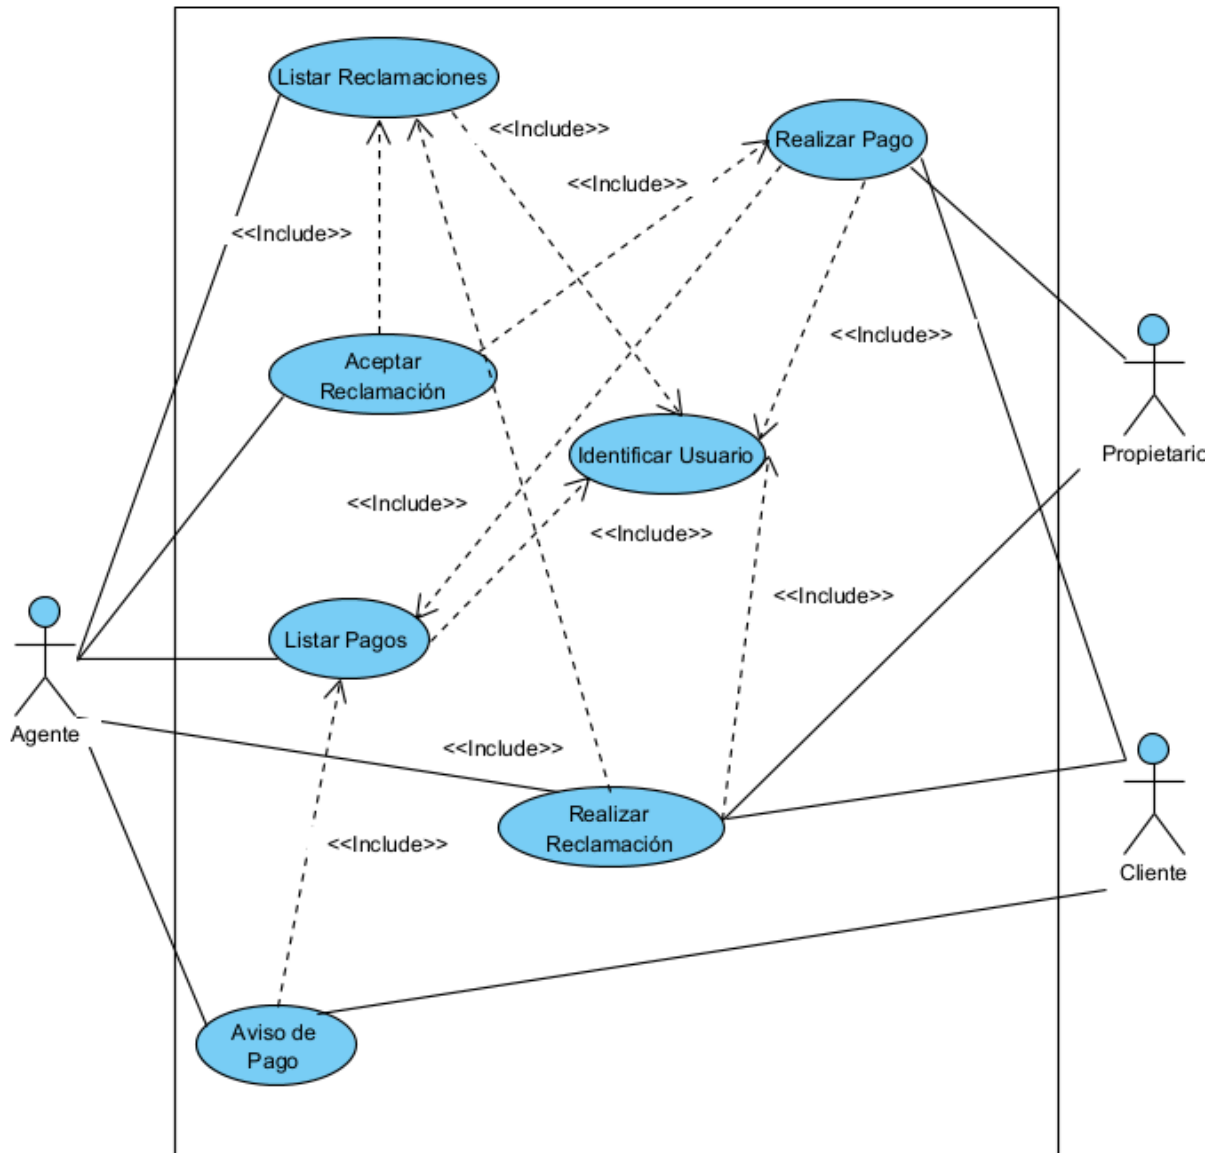 Listar Reclamaciones
<<Include>>
Realizar Pago
<<Include>>
<<Include>>
<<Include>>
Aceptar
Reclamación
Identificar Usuario
Propietario
<<Include>>
<<Include>>
<<Include>>
Listar Pagos
Agente
<<Include>>
Realizar
Reclamación
<<Include>>
Cliente
Aviso de
Pago